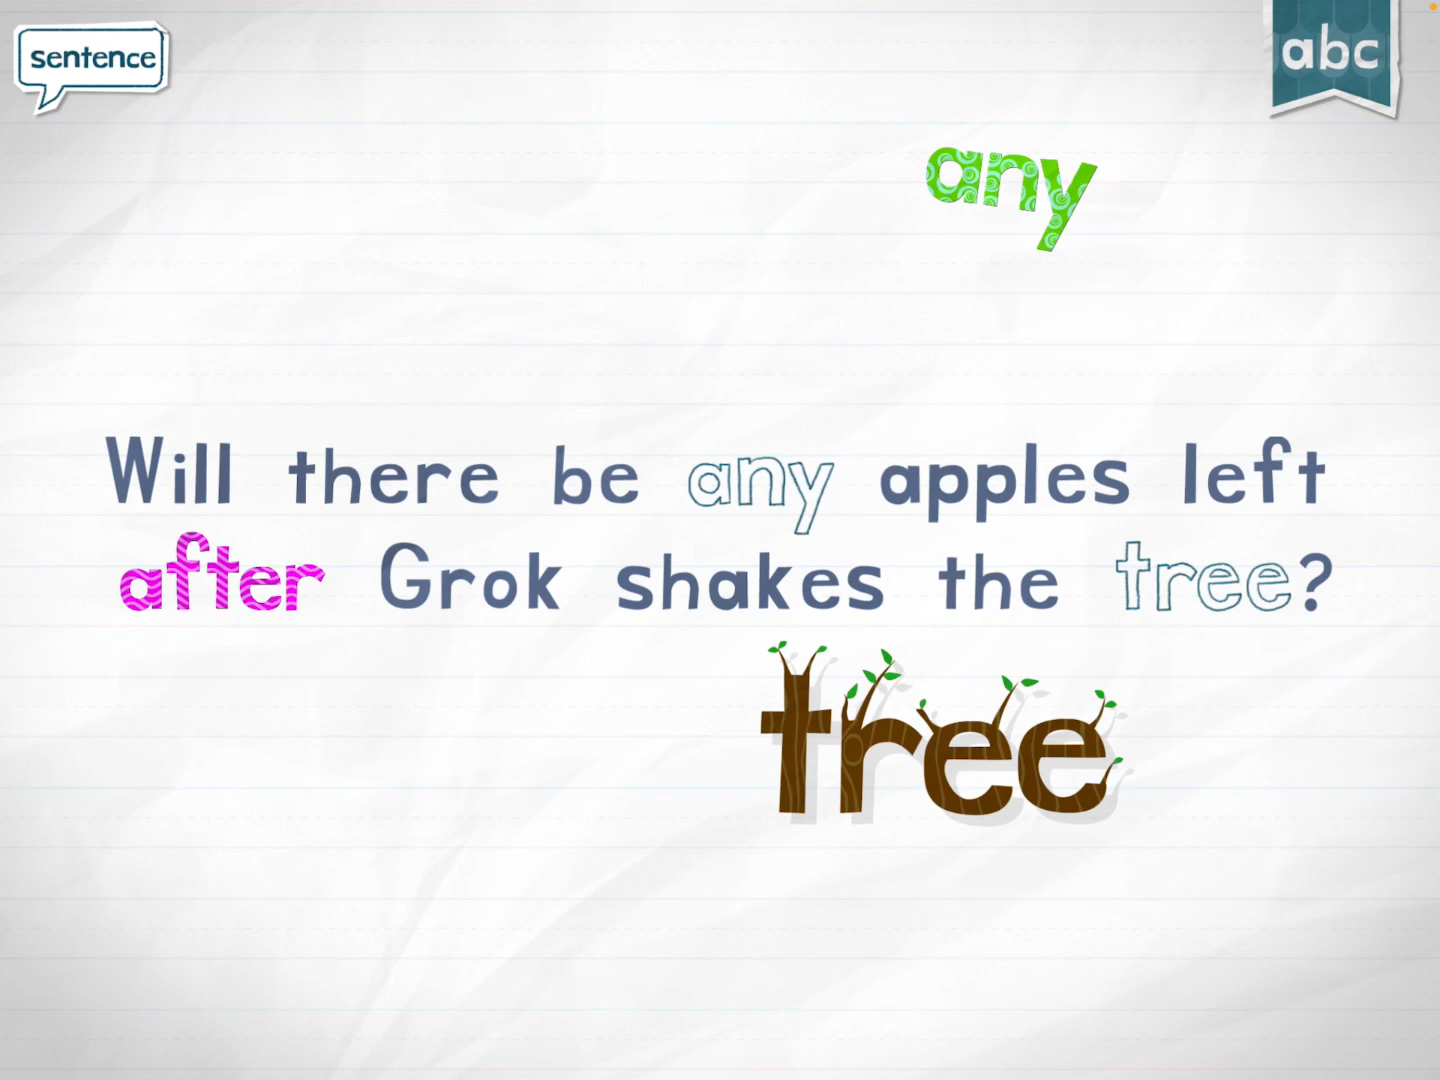 sentence
abc
any
Will there be any apples left
after Grok shakes the tree?
tree